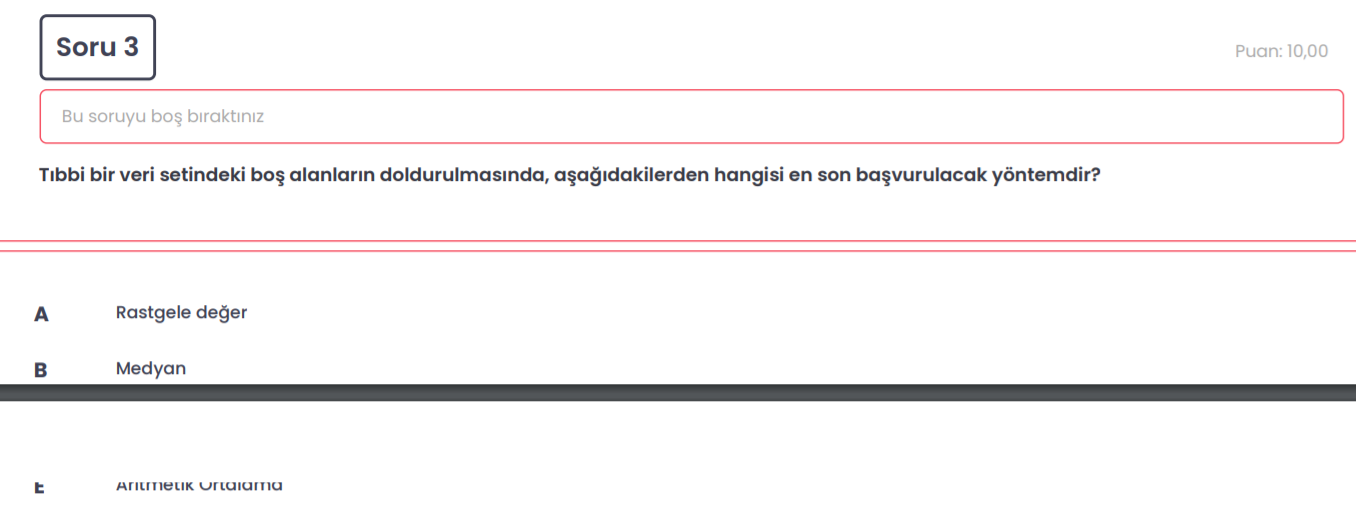 Soru 3
Puan: 10,00
Bu soruyu boş bıraktınız
Tıbbi bir veri setindeki boş alanların doldurulmasında, aşağıdakilerden hangisi en son başvurulacak yöntemdir?
A Rastgele değer
B Medyan
E Aritmetik Ortalama